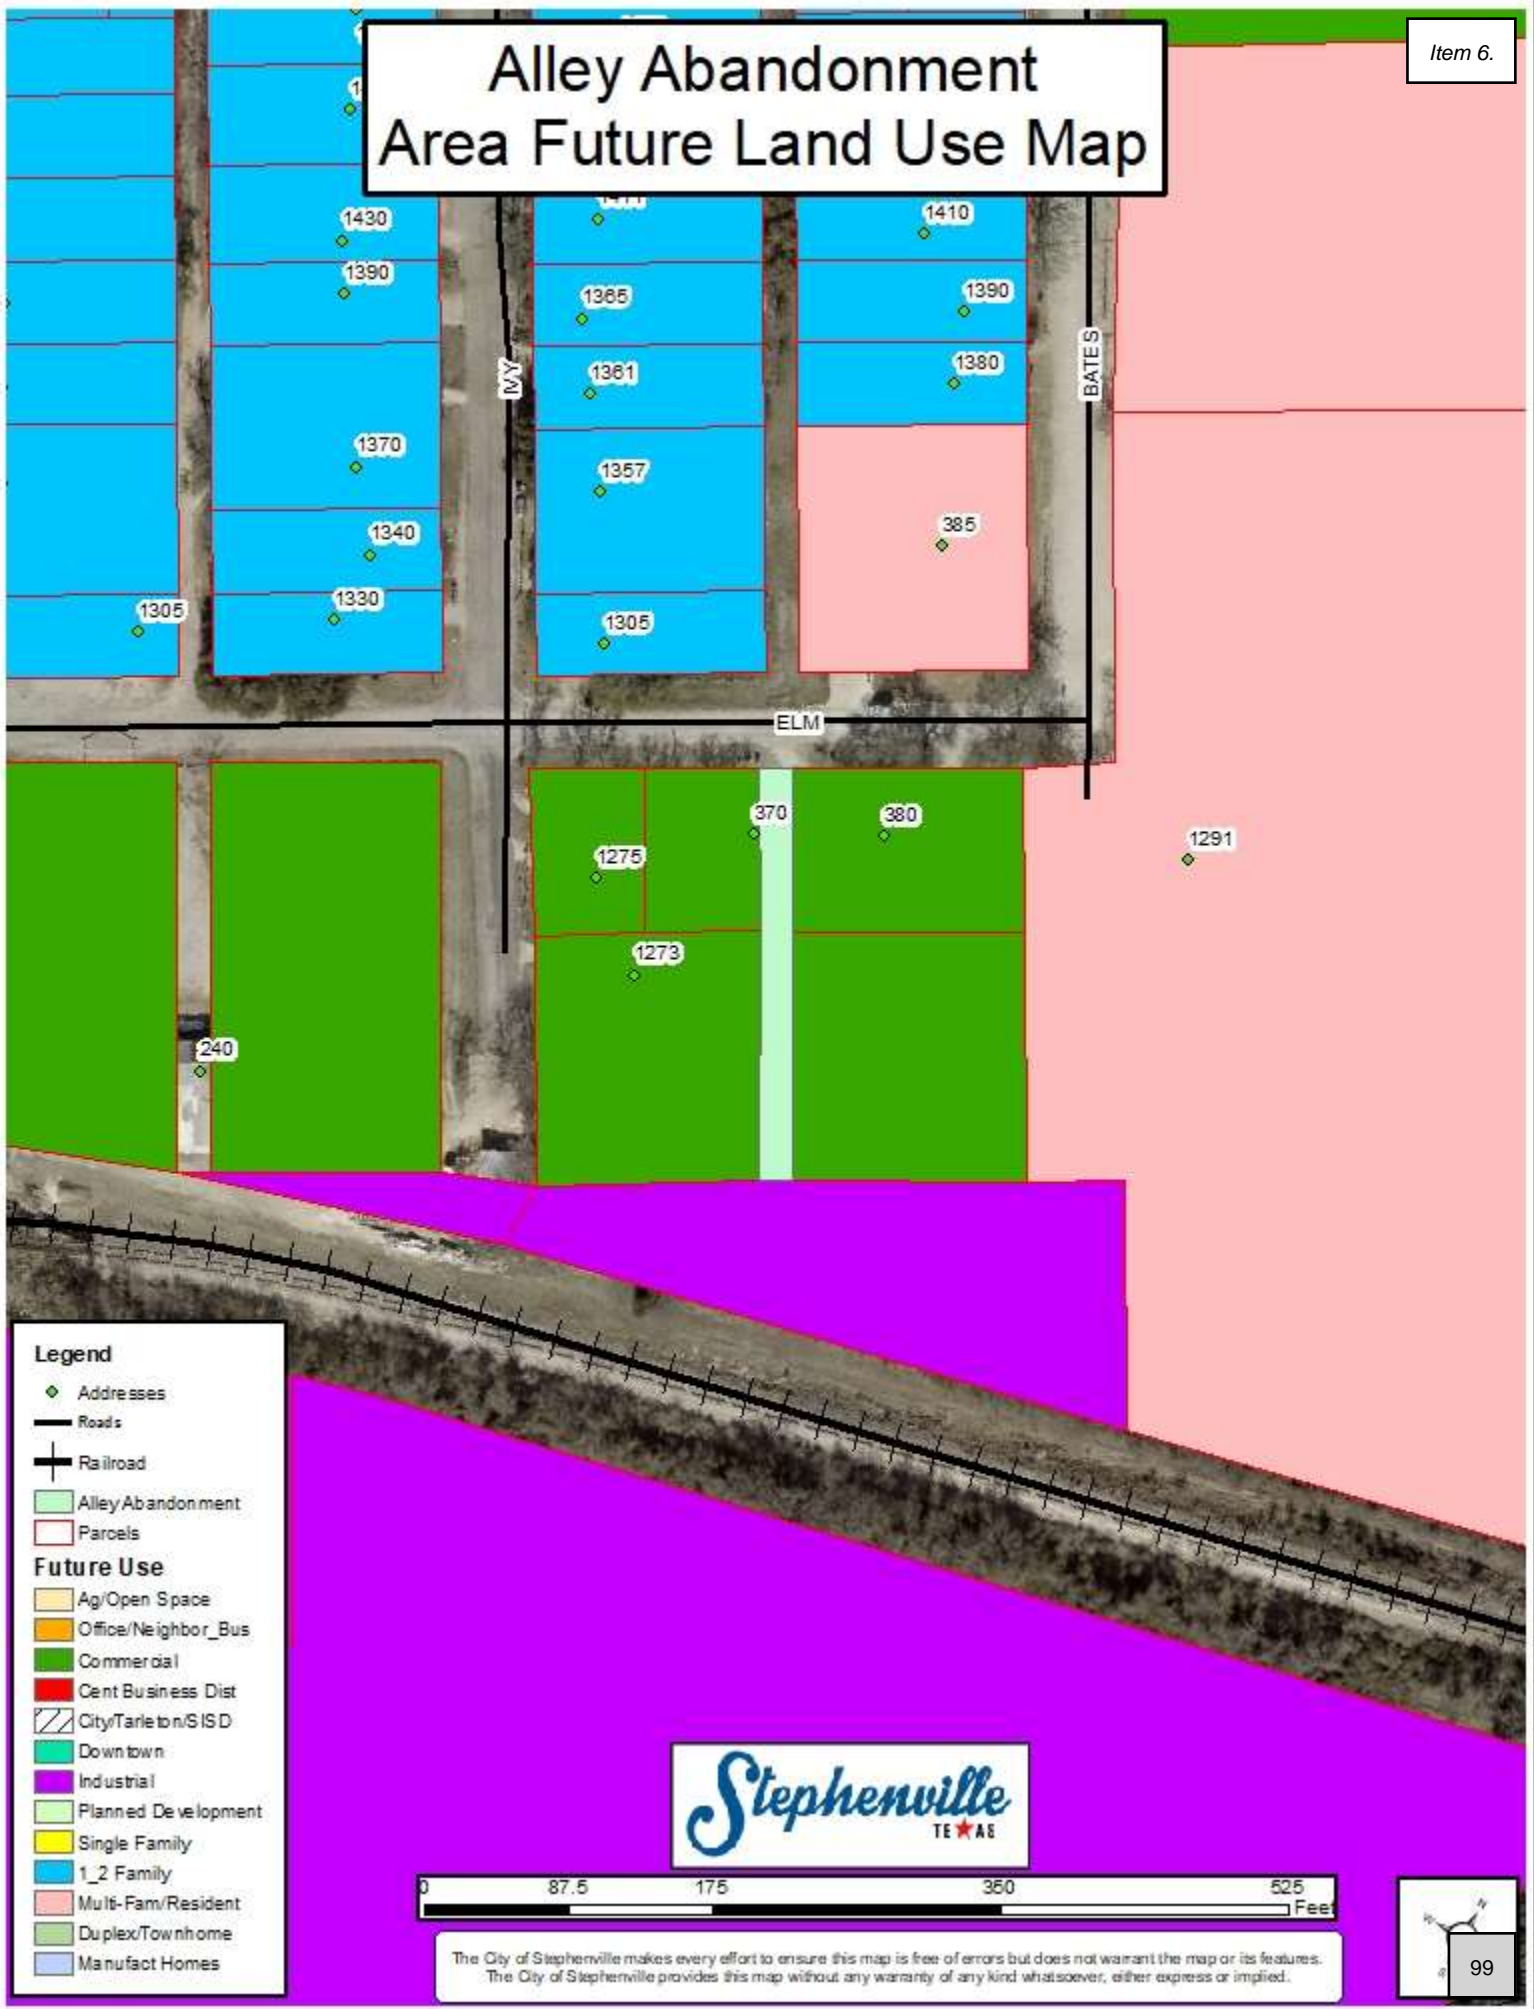 Alley Abandonment
Area Future Land Use Map
Item 6.
1410
1430
1390
1365
1390
1361
1380
IVY
BATES
1370
1357
385
1340
1330
1305
1305
ELM
370
380
1275
1291
1273
240
Legend
Addresses
Roads
Railroad
Alley Abandonment
Parcels
Future Use
Ag/Open Space
Office/Neighbor_Bus
Commercial
Cent Business Dist
City/Tarleton/SISD
Downtown
Industrial
Planned Development
Single Family
1_2 Family
Multi-Fam/Resident
Duplex/Townhome
Manufact Homes
Stephenville
TEXAS
0 87.5 175 350 525
Feet
The City of Stephenville makes every effort to ensure this map is free of errors but does not warrant the map or its features.
The City of Stephenville provides this map without any warranty of any kind whatsoever, either express or implied.
N
W
S
99